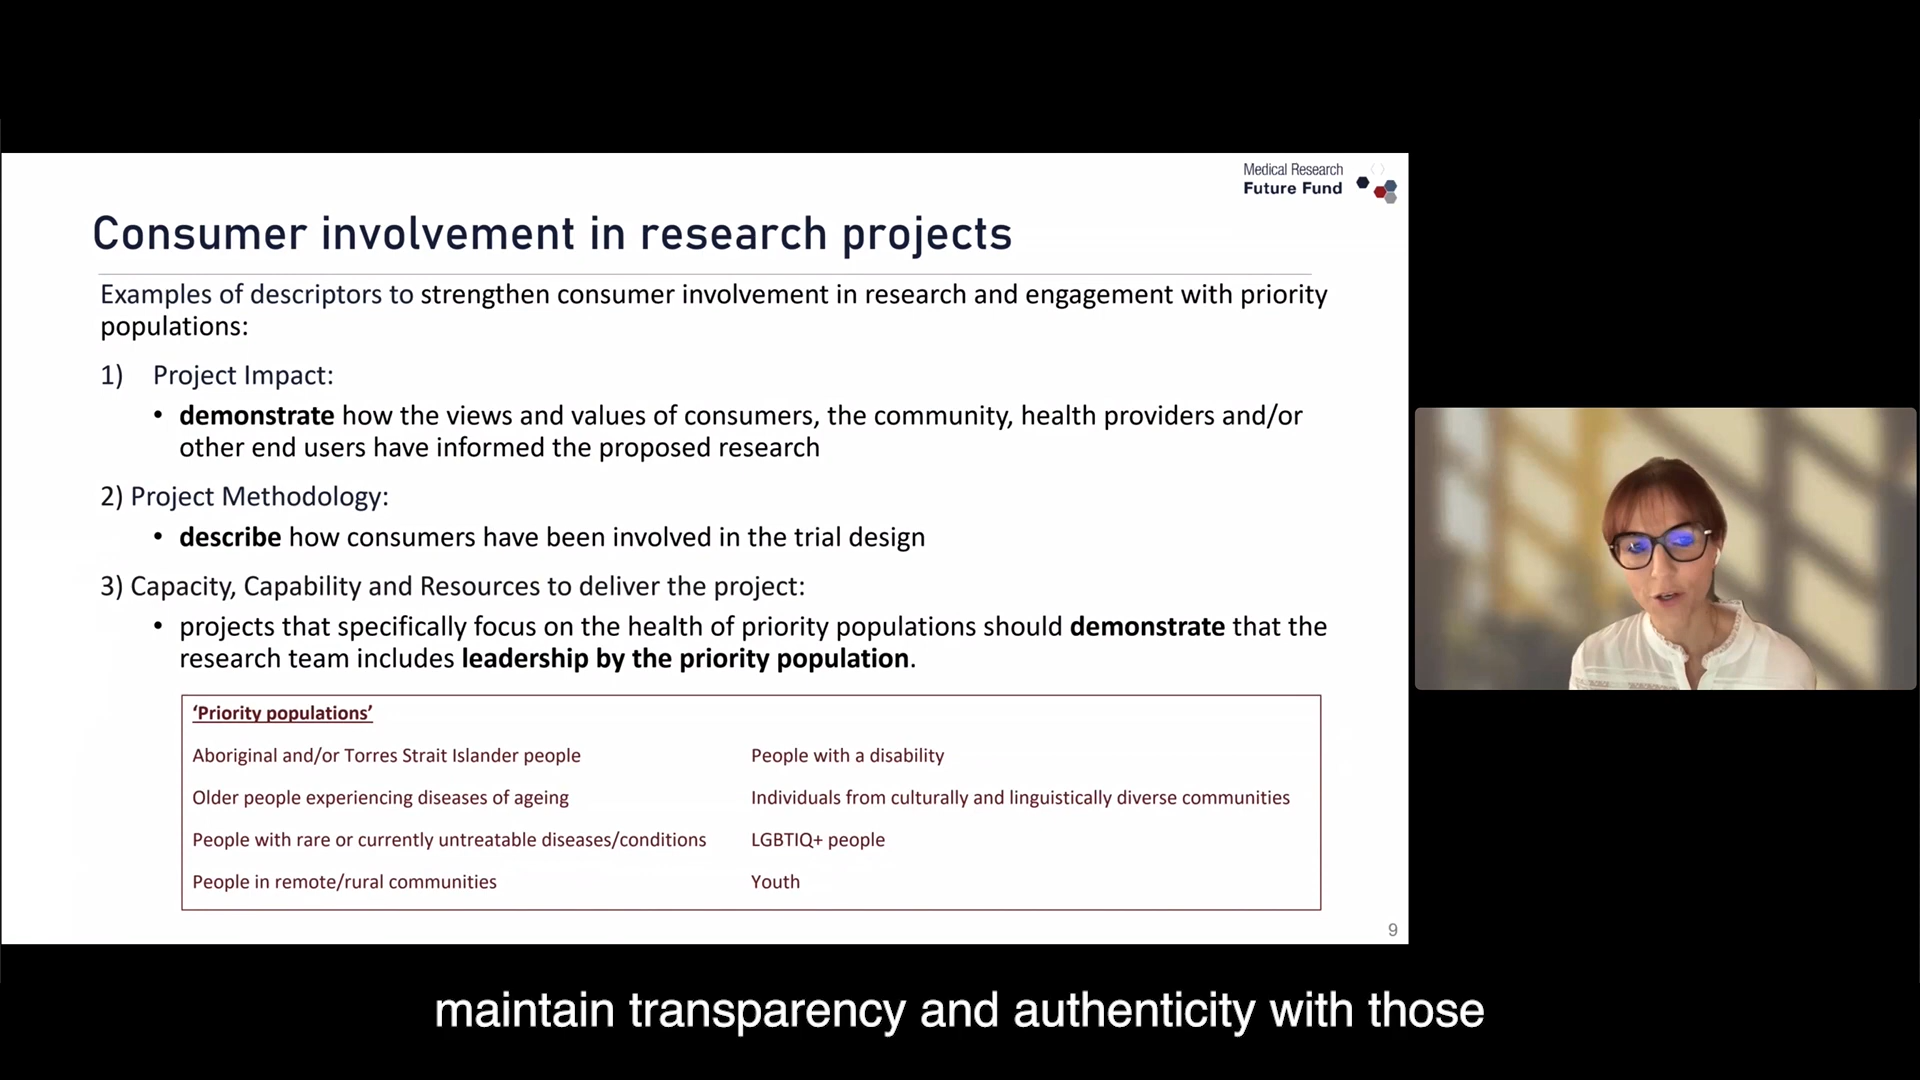 Medical Research
Future Fund
Consumer involvement in research projects
Examples of descriptors to strengthen consumer involvement in research and engagement with priority
populations:
1) Project Impact:
• demonstrate how the views and values of consumers, the community, health providers and/or
other end users have informed the proposed research
2) Project Methodology:
• describe how consumers have been involved in the trial design
3) Capacity, Capability and Resources to deliver the project:
• projects that specifically focus on the health of priority populations should demonstrate that the
research team includes leadership by the priority population.
‘Priority populations’
Aboriginal and/or Torres Strait Islander people
People with a disability
Older people experiencing diseases of ageing
Individuals from culturally and linguistically diverse communities
People with rare or currently untreatable diseases/conditions
LGBTIQ+ people
People in remote/rural communities
Youth
9
maintain transparency and authenticity with those